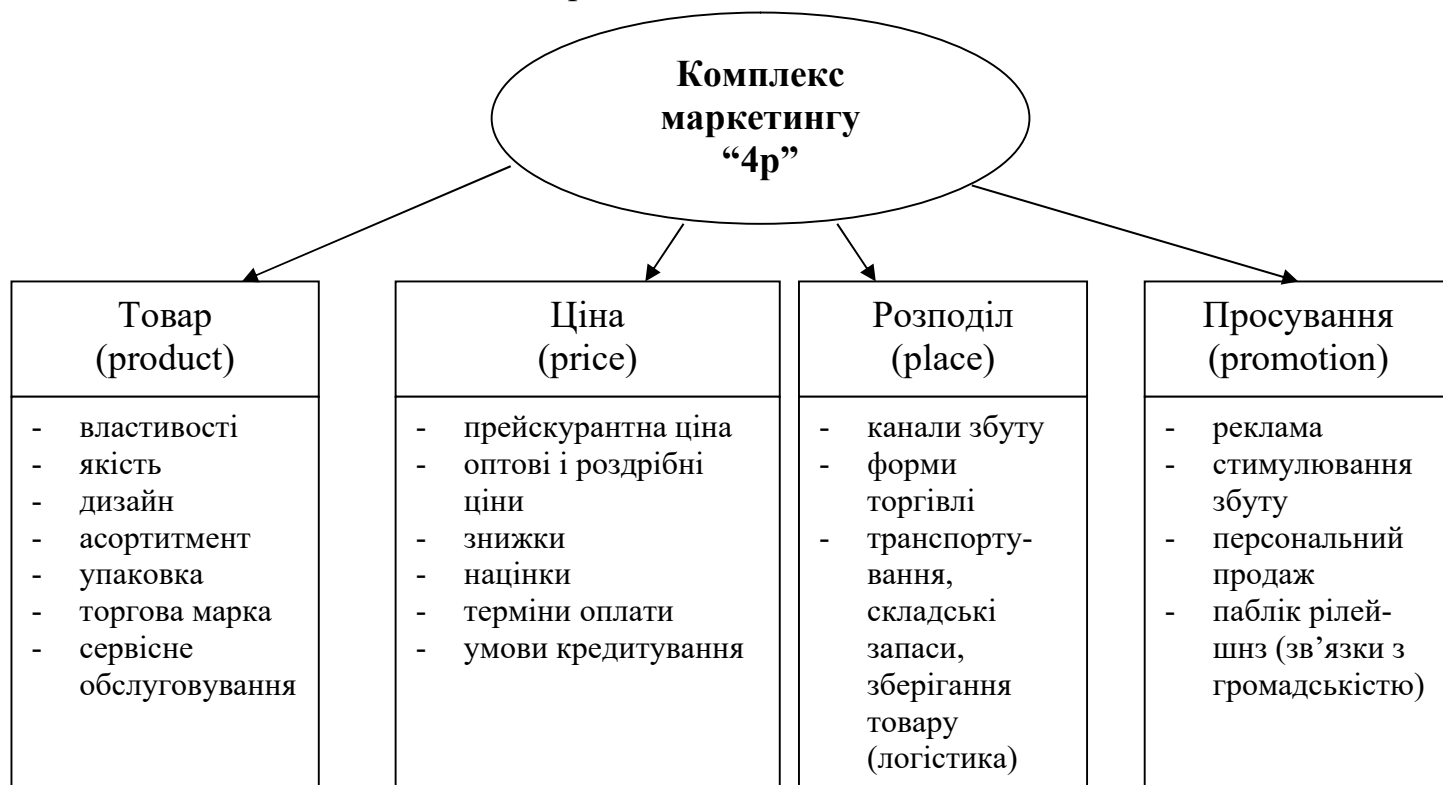 Комплекс
маркетингу
“4р”
Товар
(product)
- властивості
- якість
- дизайн
- асортитмент
- упаковка
- торгова марка
- сервісне
обслуговування
Ціна
(price)
- прейскурантна ціна
- оптові і роздрібні
ціни
- знижки
- націнки
- терміни оплати
- умови кредитування
Розподіл
(place)
- канали збуту
- форми
торгівлі
- транспорту-
вання,
складські
запаси,
зберігання
товару
(логістика)
Просування
(promotion)
- реклама
- стимулювання
збуту
- персональний
продаж
- паблік рілей-
шнз (зв’язки з
громадськістю)